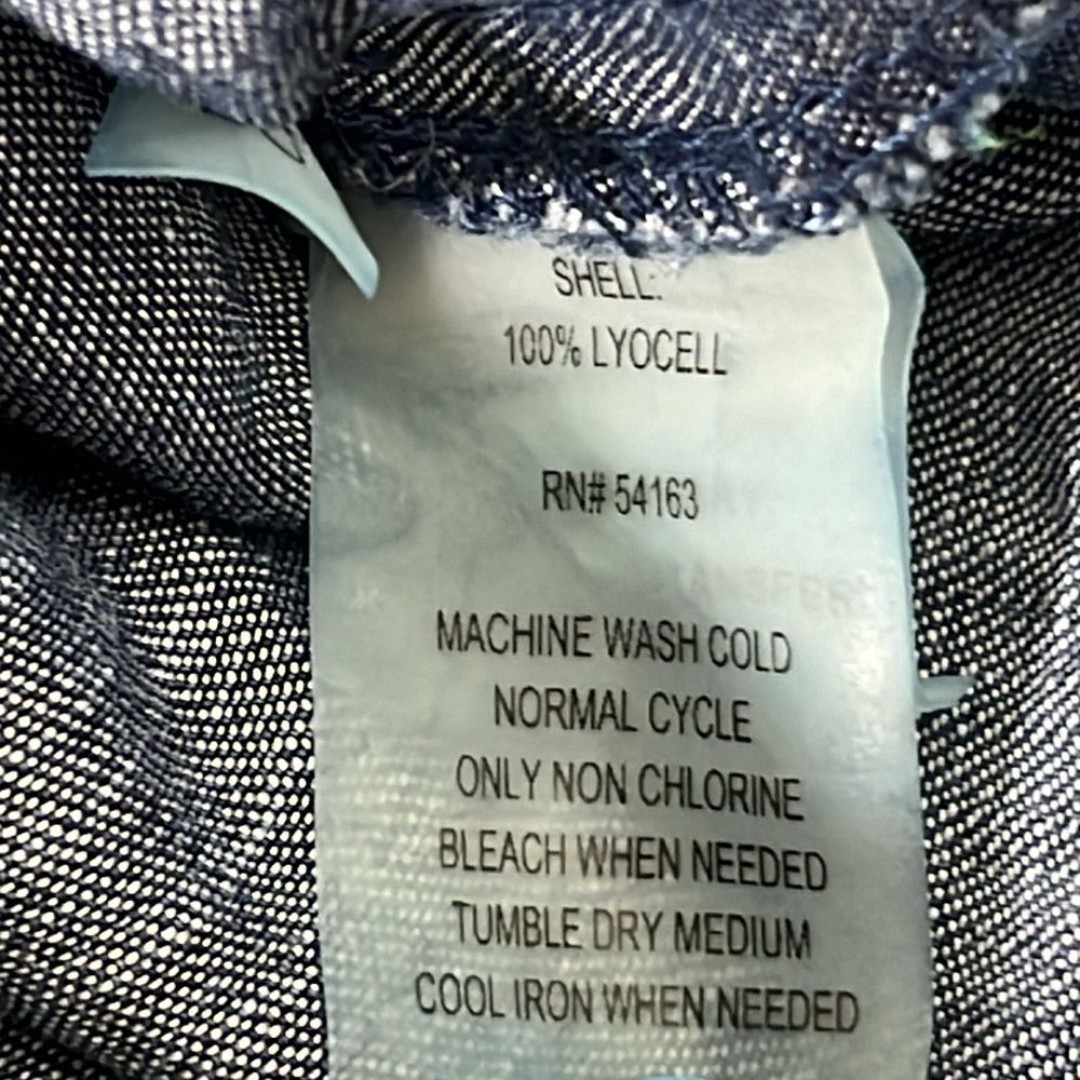 SHELL:
100% LYOCELL
RN# 54163
MACHINE WASH COLD
NORMAL CYCLE
ONLY NON CHLORINE
BLEACH WHEN NEEDED
TUMBLE DRY MEDIUM
COOL IRON WHEN NEEDED